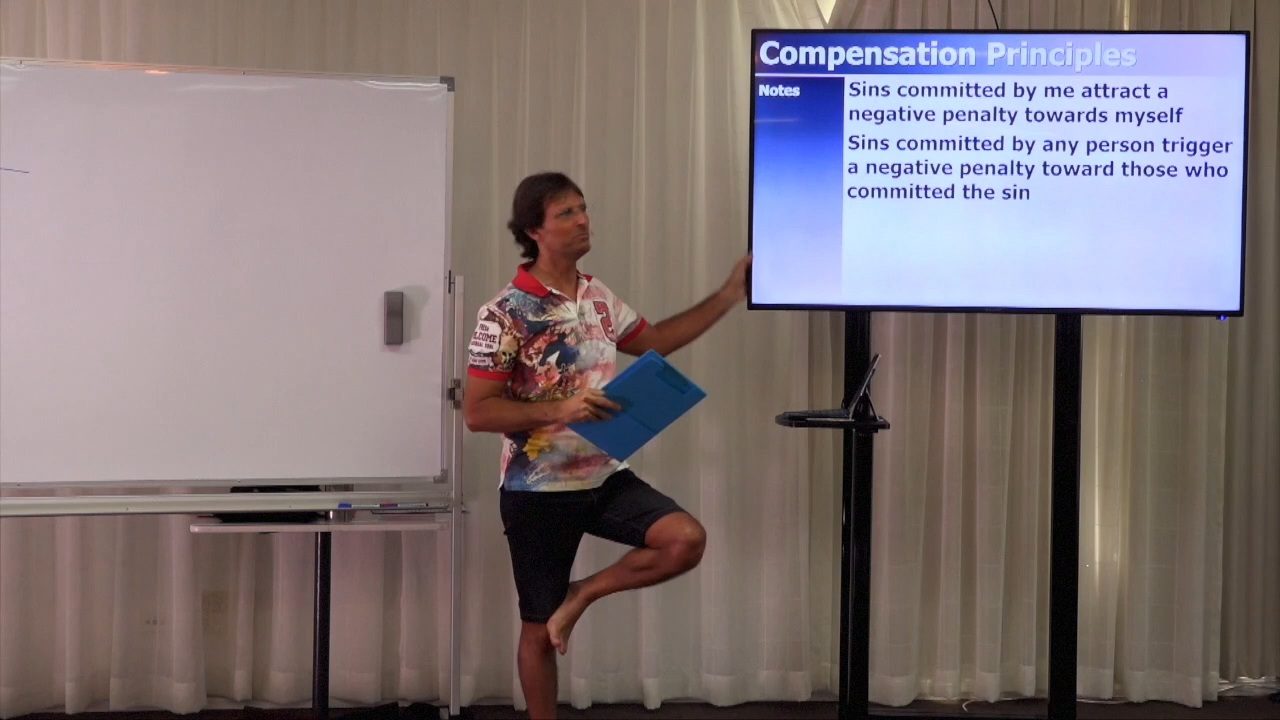 Compensation Principles
Notes
Sins committed by me attract a
negative penalty towards myself
Sins committed by any person trigger
a negative penalty toward those who
committed the sin
2